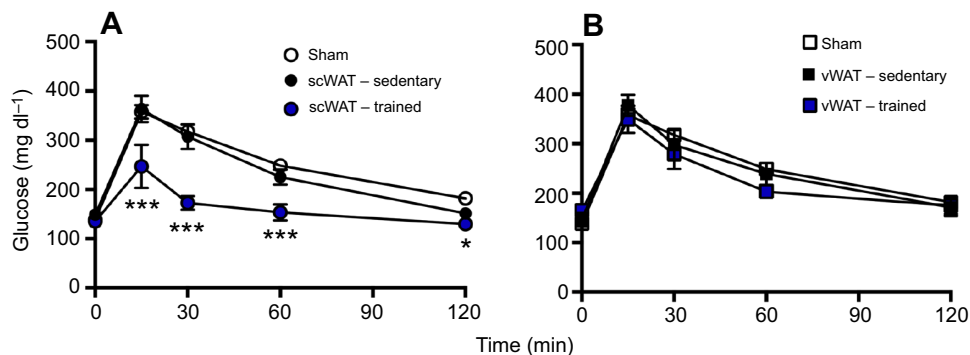 A
B
500
400
300
200
100
0
Glucose (mg dl–1)
Sham
scWAT – sedentary
scWAT – trained
***
***
***
*
0
30
60
90
120
500
400
300
200
100
0
Sham
vWAT – sedentary
vWAT – trained
0
30
60
90
120
Time (min)